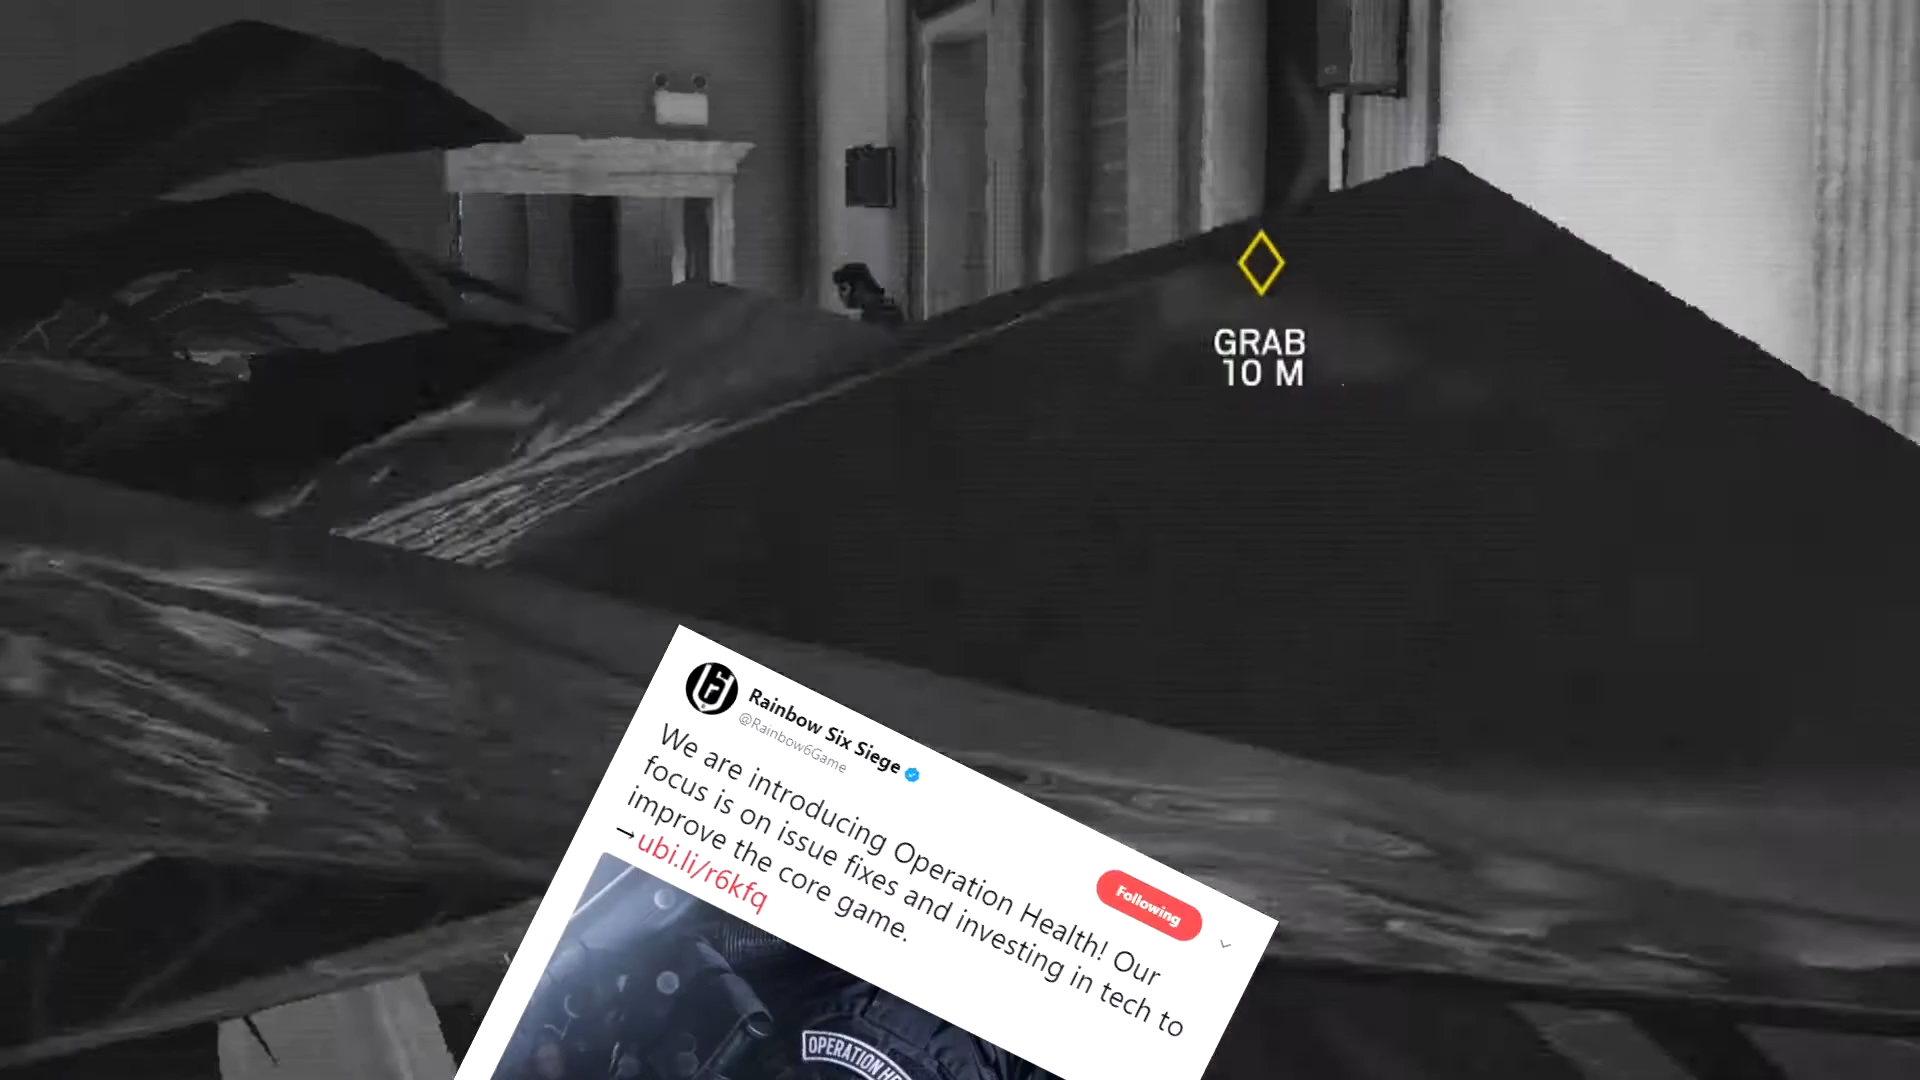 GRAB
10 M
Rainbow Six Siege
@Rainbow6Game
Following
We are introducing Operation Health! Our
focus is on issue fixes and investing in tech to
improve the core game.
→ubi.li/r6kfq
OPERATION